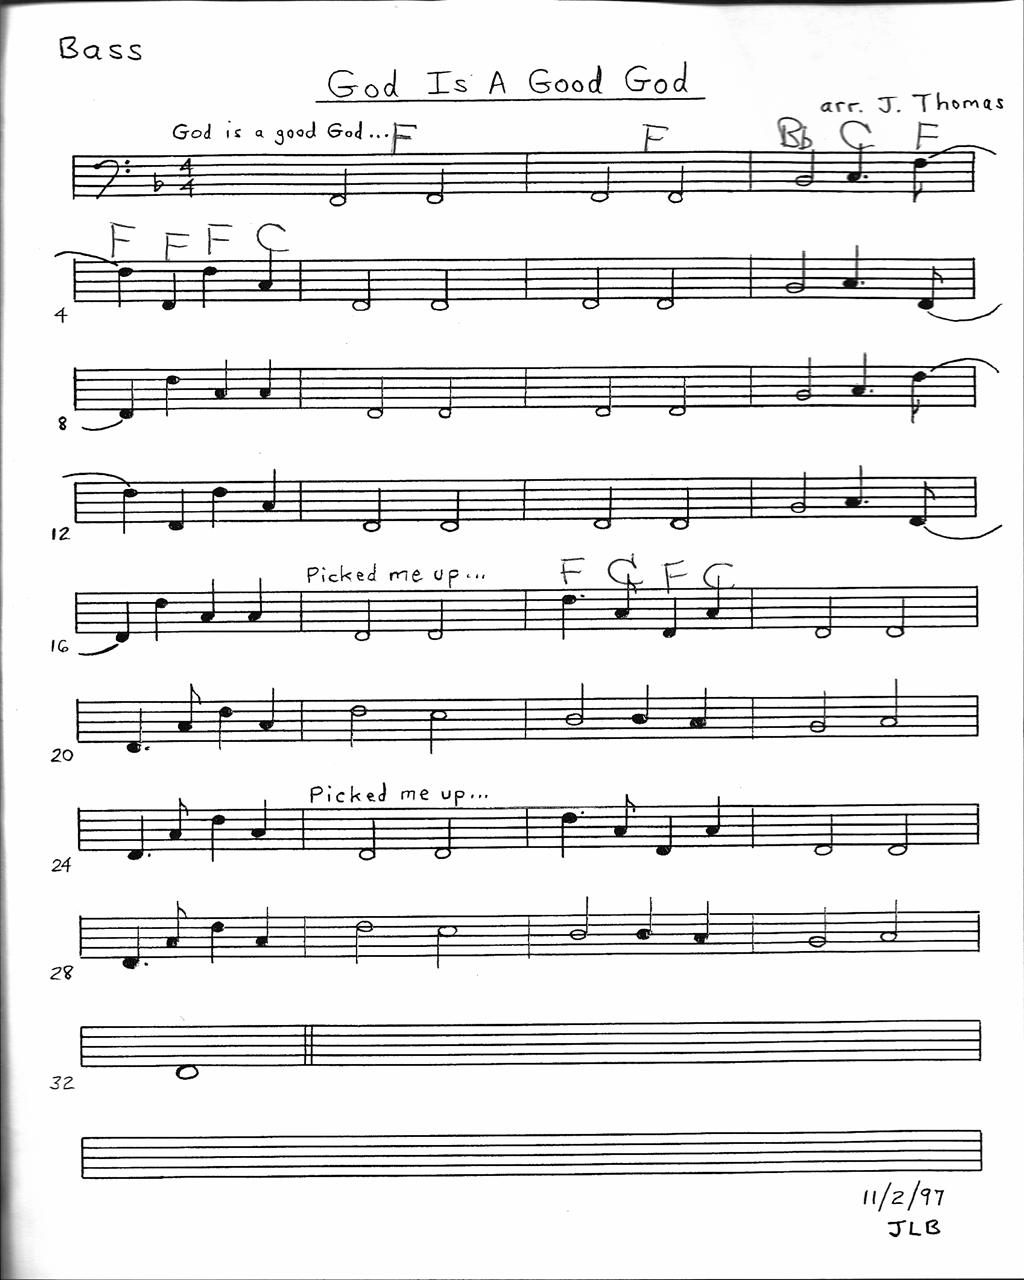 Bass
God Is A Good God
arr. J. Thomas
God is a good God... F F Bb C F
4
4
F F F C
4
8
12
Picked me up... F C F C
16
20
Picked me up...
24
28
32
11/2/97
JLB